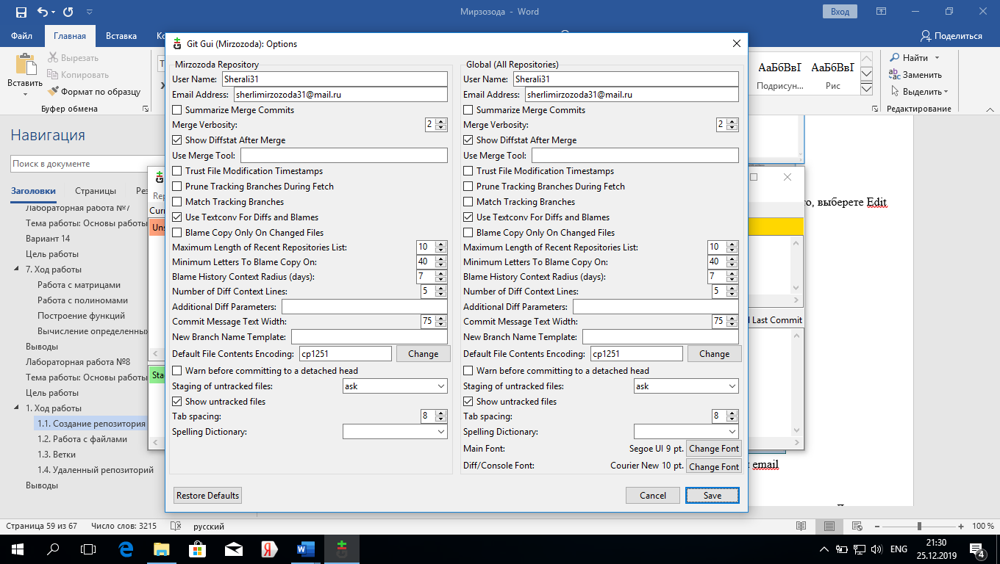 Мирзозода - Word
Вход
Файл
Главная
Вставка
Поделиться
Вставить
Вырезать
Копировать
Формат по образцу
Буфер обмена
АаБбВвГ АаБбВвГ
Подрисун... Рис
Найти
Заменить
Выделить
Редактирование
Навигация
Поиск в документе
Заголовки Страницы
Лабораторная работа №7
Тема работы: Основы работы
Вариант 14
Цель работы
7. Ход работы
Работа с матрицами
Работа с полиномами
Построение функций
Вычисление определенных
Выводы
Лабораторная работа №8
Тема работы: Основы работы
Цель работы
1. Ход работы
1.1. Создание репозитория
1.2. Работа с файлами
1.3. Ветки
1.4. Удаленный репозиторий
Выводы
Git Gui (Mirzozoda): Options
Mirzozoda Repository
User Name: Sherali31
Email Address: sherlimirzozoda31@mail.ru
Summarize Merge Commits
Merge Verbosity: 2
Show Diffstat After Merge
Use Merge Tool:
Trust File Modification Timestamps
Prune Tracking Branches During Fetch
Match Tracking Branches
Use Textconv For Diffs and Blames
Blame Copy Only On Changed Files
Maximum Length of Recent Repositories List: 10
Minimum Letters To Blame Copy On: 40
Blame History Context Radius (days): 7
Number of Diff Context Lines: 5
Additional Diff Parameters:
Commit Message Text Width: 75
New Branch Name Template:
Default File Contents Encoding: cp1251 Change
Warn before committing to a detached head
Staging of untracked files: ask
Show untracked files
Tab spacing: 8
Spelling Dictionary:
Global (All Repositories)
User Name: Sherali31
Email Address: sherlimirzozoda31@mail.ru
Summarize Merge Commits
Merge Verbosity: 2
Show Diffstat After Merge
Use Merge Tool:
Trust File Modification Timestamps
Prune Tracking Branches During Fetch
Match Tracking Branches
Use Textconv For Diffs and Blames
Blame Copy Only On Changed Files
Maximum Length of Recent Repositories List: 10
Minimum Letters To Blame Copy On: 40
Blame History Context Radius (days): 7
Number of Diff Context Lines: 5
Additional Diff Parameters:
Commit Message Text Width: 75
New Branch Name Template:
Default File Contents Encoding: cp1251 Change
Warn before committing to a detached head
Staging of untracked files: ask
Show untracked files
Tab spacing: 8
Spelling Dictionary:
Main Font: Segoe UI 9 pt. Change Font
Diff/Console Font: Courier New 10 pt. Change Font
Restore Defaults Cancel Save
выберете Edit
Last Commit
email
Страница 59 из 67 Число слов: 3215 русский
100 %
ENG
21:30
25.12.2019
4